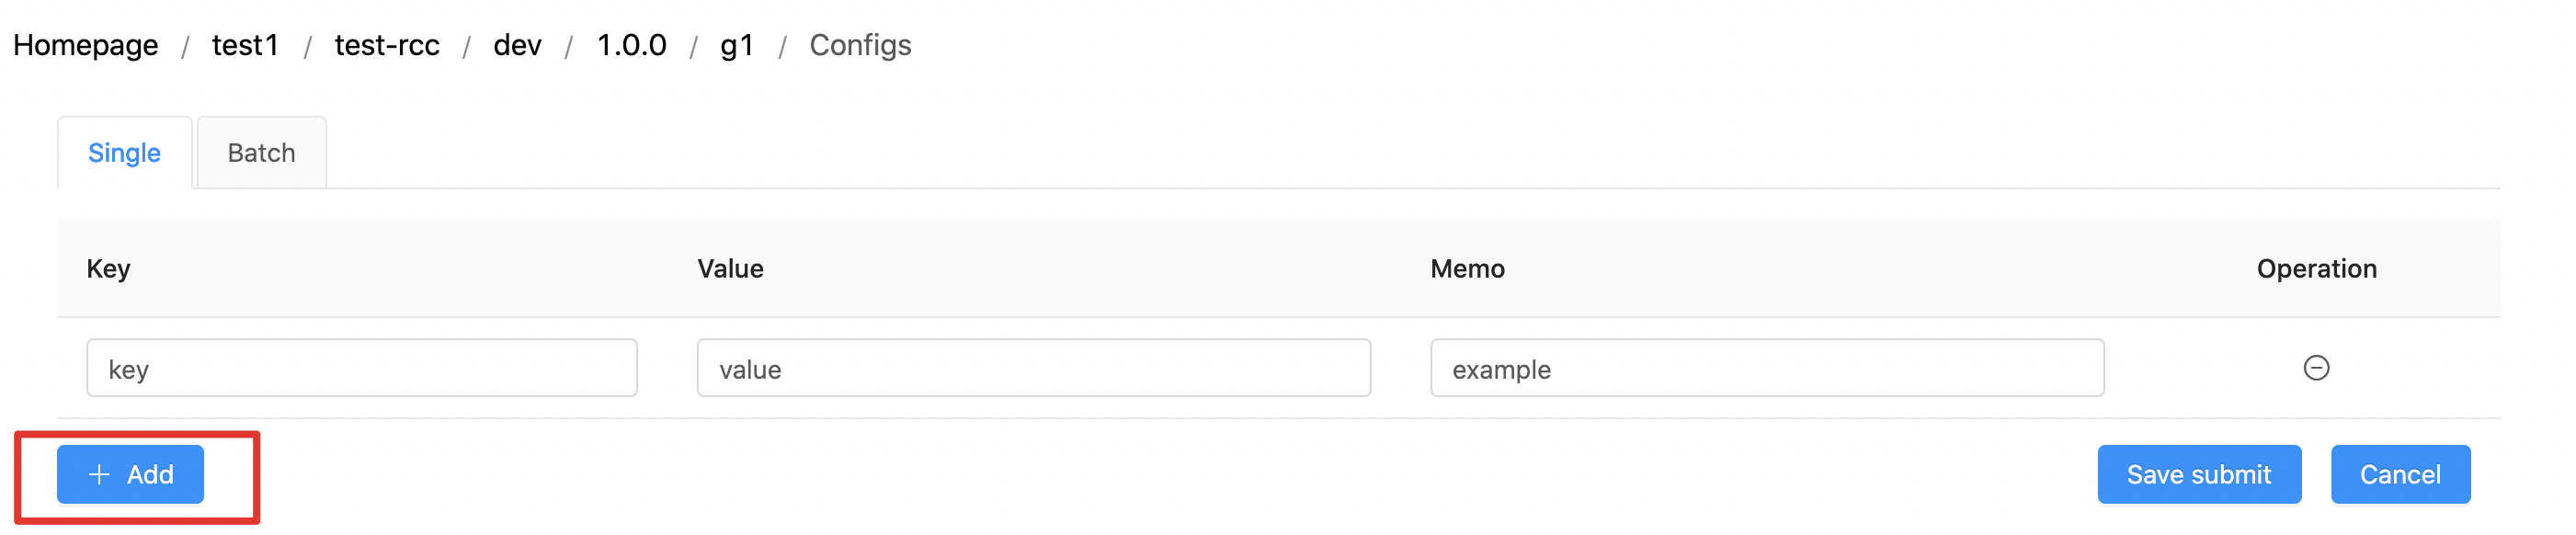 Homepage / test1 / test-rcc / dev / 1.0.0 / g1 / Configs
Single Batch
Key Value Memo Operation
key value example
+ Add Save submit Cancel